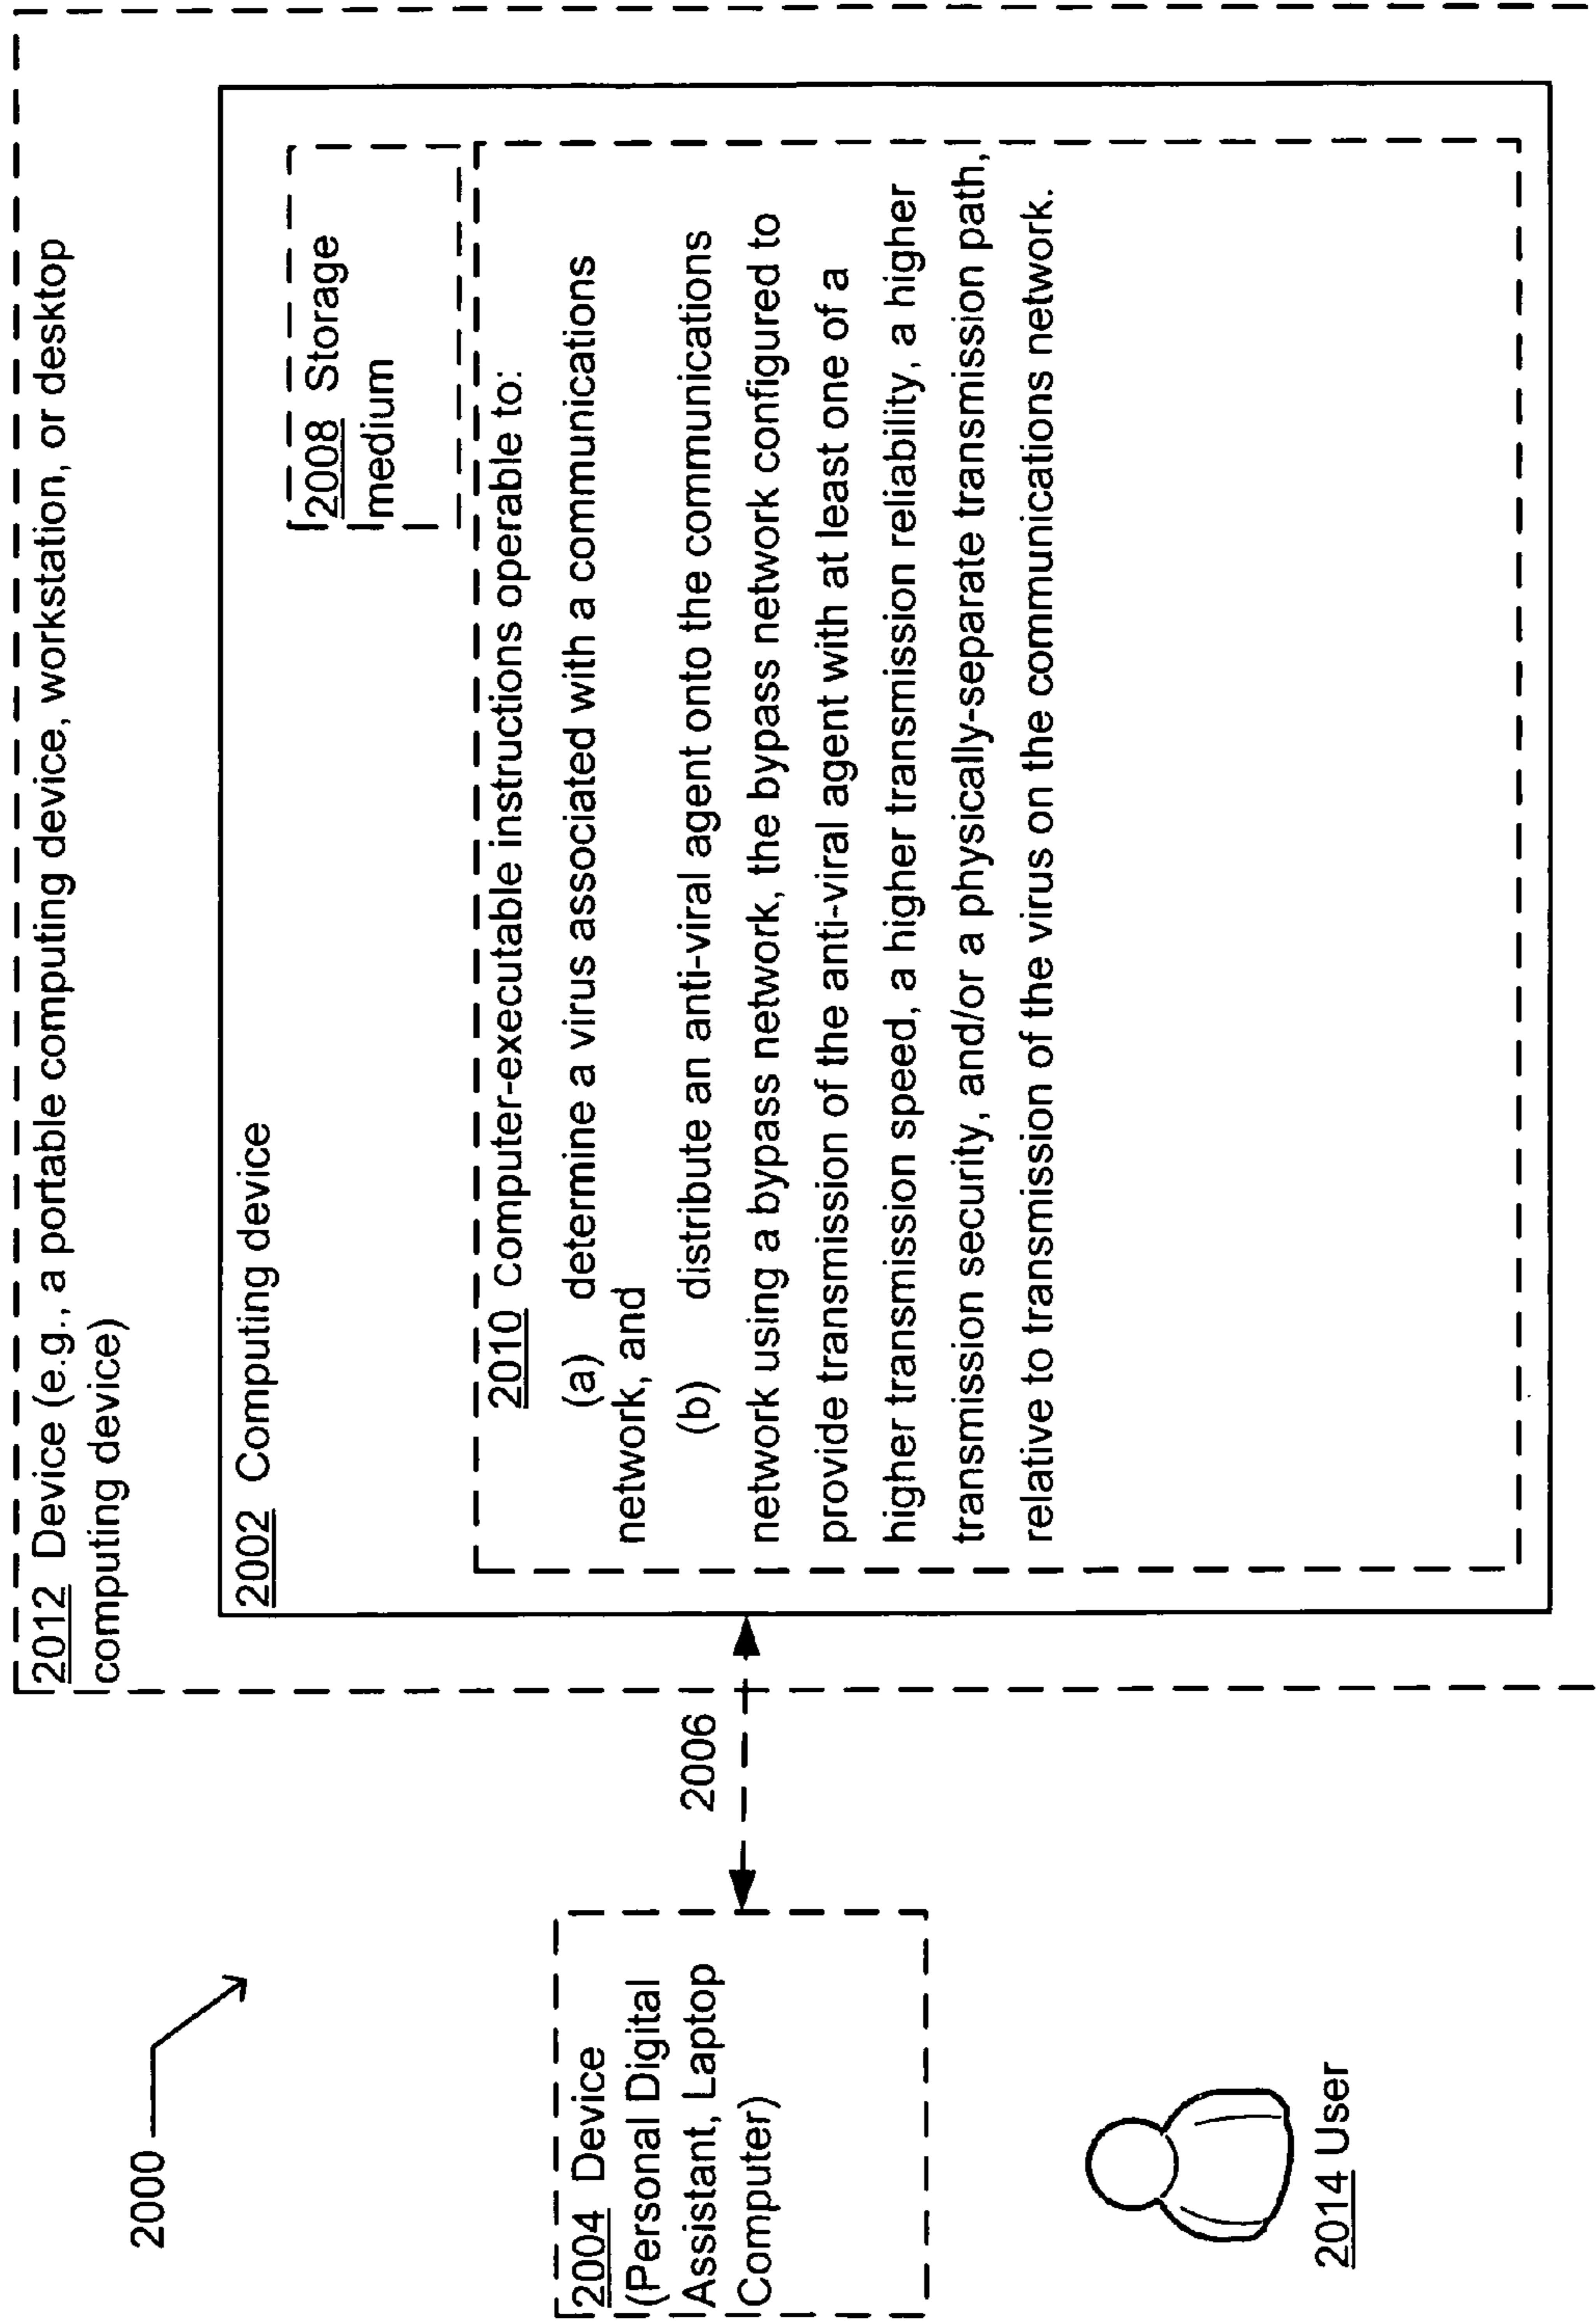 2000
2012 Device (e.g., a portable computing device, workstation, or desktop
computing device)
2002 Computing device
2008 Storage
medium
2010 Computer-executable instructions operable to:
(a) determine a virus associated with a communications
network, and
(b) distribute an anti-viral agent onto the communications
network using a bypass network, the bypass network configured to
provide transmission of the anti-viral agent with at least one of a
higher transmission speed, a higher transmission reliability, a higher
transmission security, and/or a physically-separate transmission path,
relative to transmission of the virus on the communications network.
2006
2004 Device
(Personal Digital
Assistant, Laptop
Computer)
2014 User